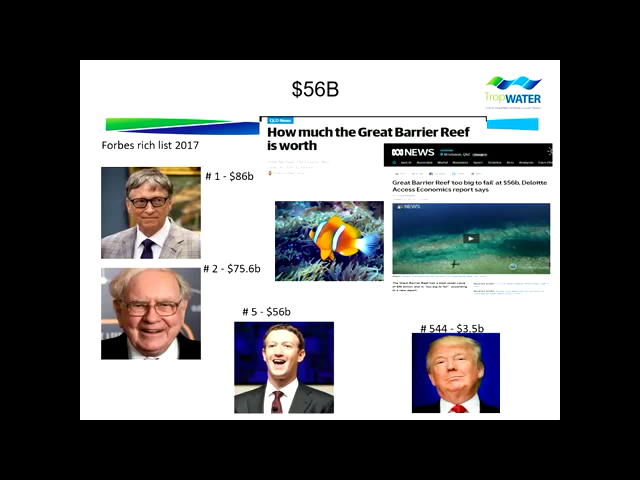 $56B
TropWATER
QLD News
How much the Great Barrier Reef
is worth
Forbes rich list 2017
NEWS
# 1 - $86b
Great Barrier Reef 'too big to fail' at $56b, Deloitte
Access Economics report says
NEWS
# 2 - $75.6b
# 5 - $56b
# 544 - $3.5b